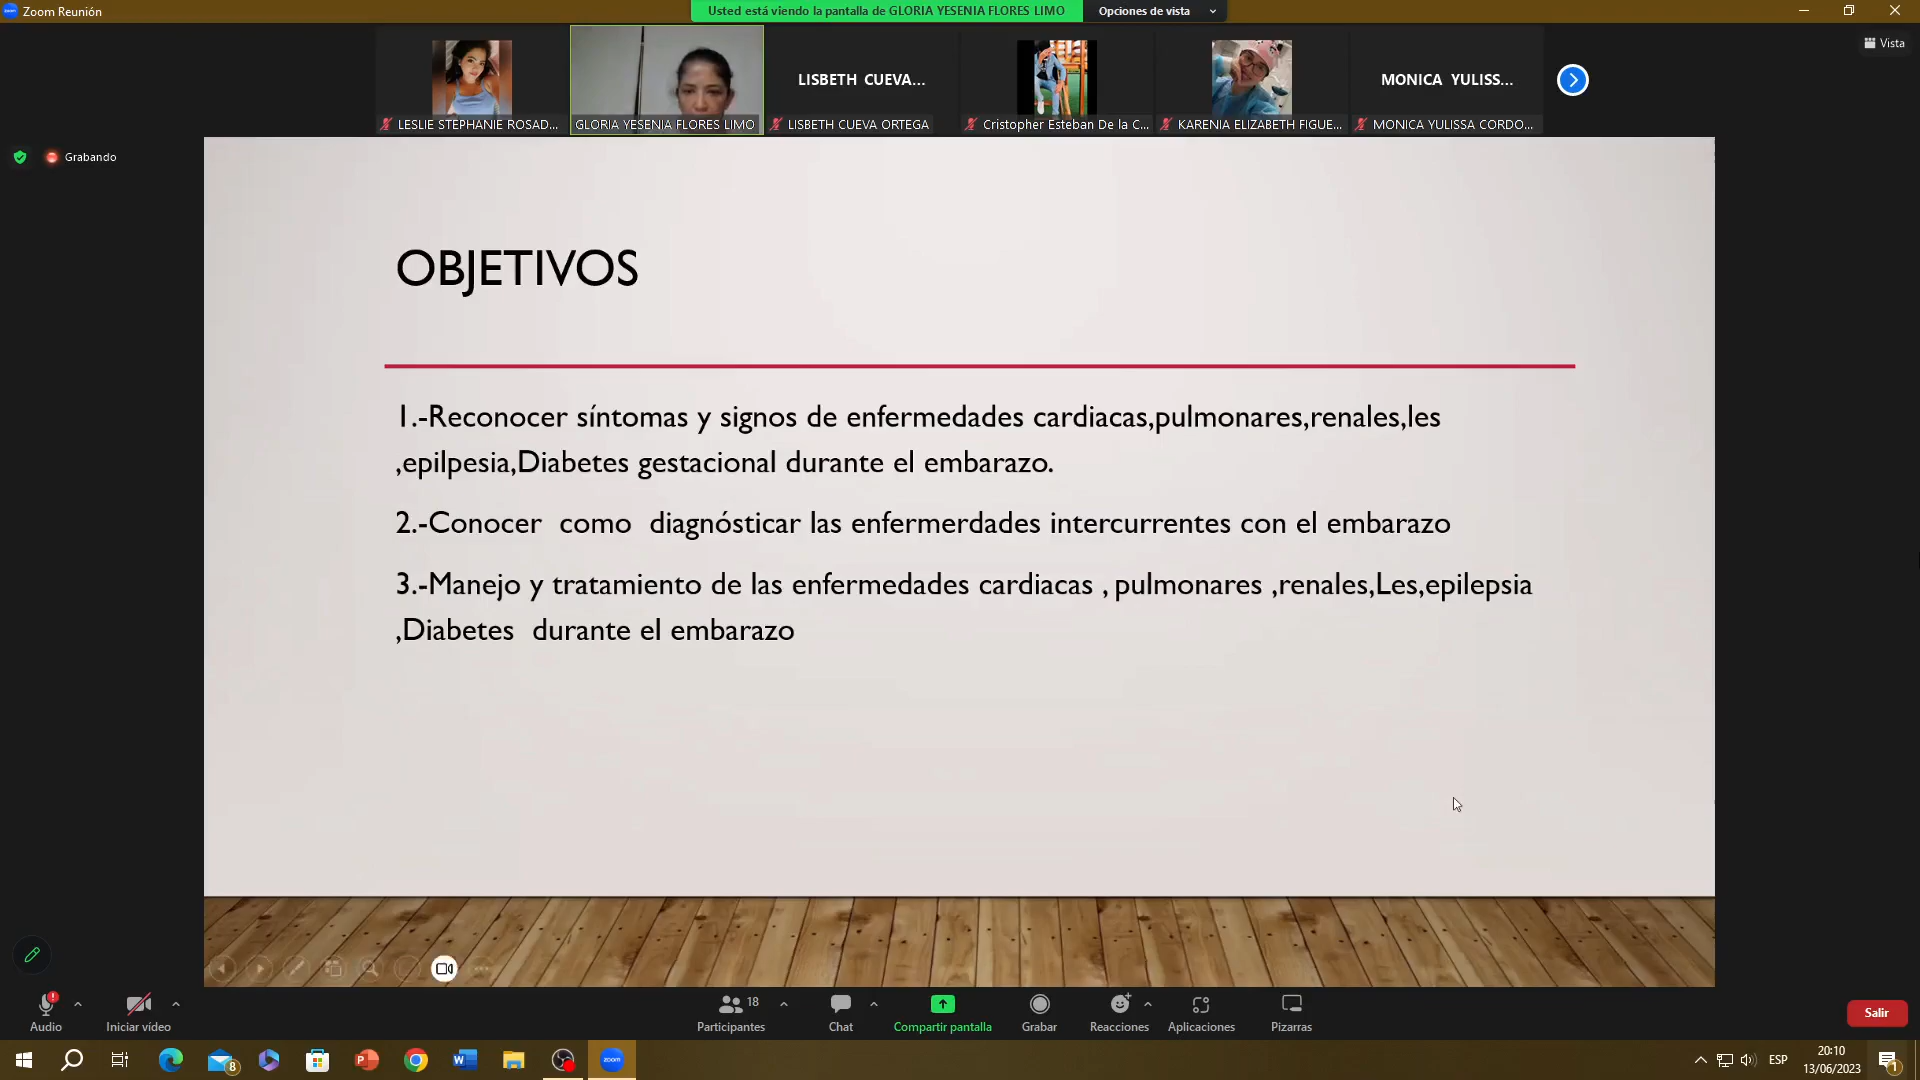 Zoom Reunión
Usted está viendo la pantalla de GLORIA YESENIA FLORES LIMO
Opciones de vista
Vista
LISBETH CUEVA...
MONICA YULISS...
LESLIE STEPHANIE ROSAD...
GLORIA YESENIA FLORES LIMO
LISBETH CUEVA ORTEGA
Cristopher Esteban De la C...
KARENIA ELIZABETH FIGUE...
MONICA YULISSA CORDO...
Grabando
OBJETIVOS
1.-Reconocer síntomas y signos de enfermedades cardiacas,pulmonares,renales,les
,epilpesia,Diabetes gestacional durante el embarazo.
2.-Conocer como diagnósticar las enfermerdades intercurrentes con el embarazo
3.-Manejo y tratamiento de las enfermedades cardiacas , pulmonares ,renales,Les,epilepsia
,Diabetes durante el embarazo
18
Audio
Iniciar vídeo
Participantes
Chat
Compartir pantalla
Grabar
Reacciones
Aplicaciones
Pizarras
Salir
8
zoom
ESP
20:10
13/06/2023
1